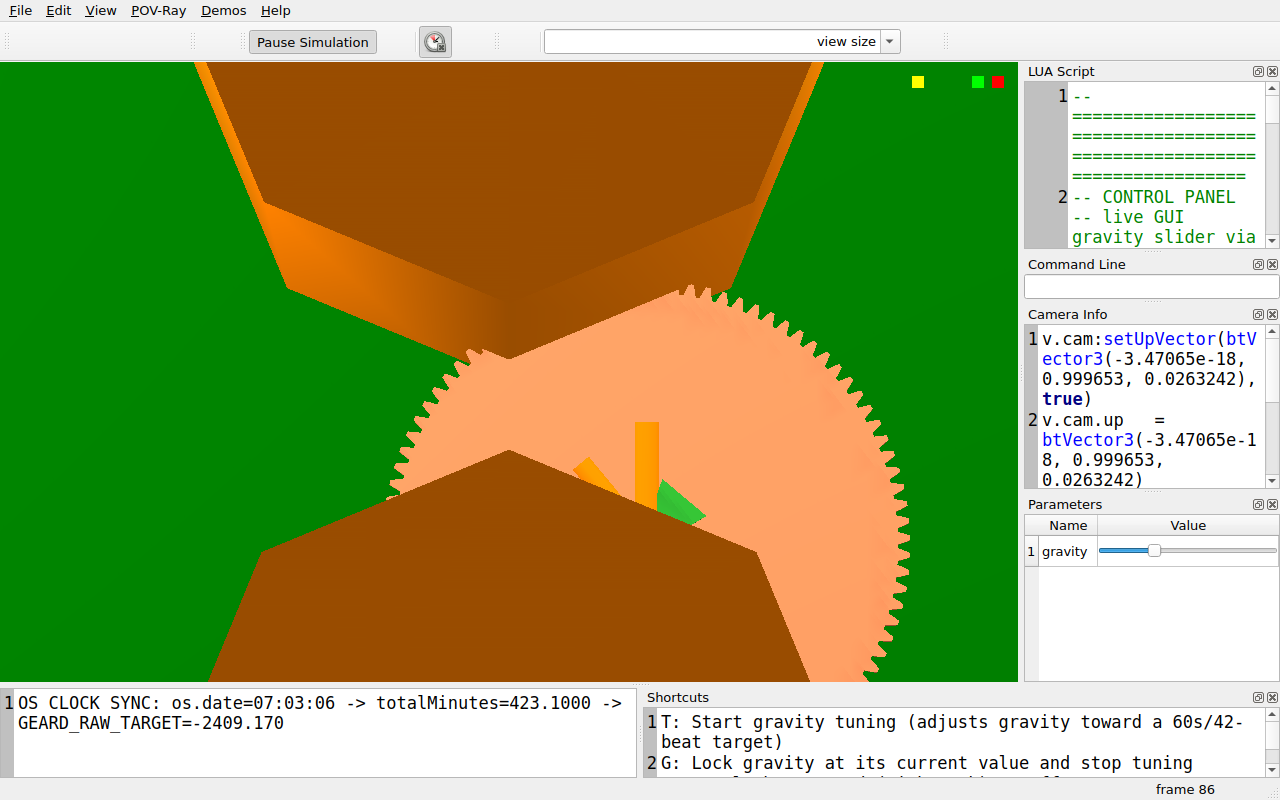 File Edit View POV-Ray Demos Help
Pause Simulation
view size
LUA Script
1 --
==================
==================
==================
=================
2 -- CONTROL PANEL
-- live GUI
gravity slider via
Command Line
Camera Info
1 v.cam:setUpVector(btV
ector3(-3.47065e-18,
0.999653, 0.0263242),
true)
2 v.cam.up   =
btVector3(-3.47065e-1
8, 0.999653,
0.0263242)
Parameters
Name Value
1 gravity
1 OS CLOCK SYNC: os.date=07:03:06 -> totalMinutes=423.1000 ->
GEARD_RAW_TARGET=-2409.170
Shortcuts
1 T: Start gravity tuning (adjusts gravity toward a 60s/42-
beat target)
2 G: Lock gravity at its current value and stop tuning
frame 86